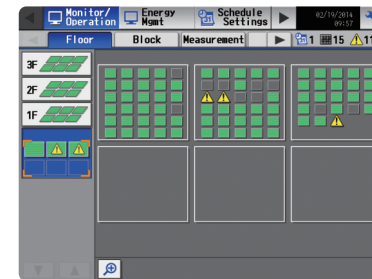 Monitor/ Operation
Energy Mgmt
Schedule Settings
02/19/2014
09:57
Floor
Block
Measurement
1
15
11
3F
2F
1F